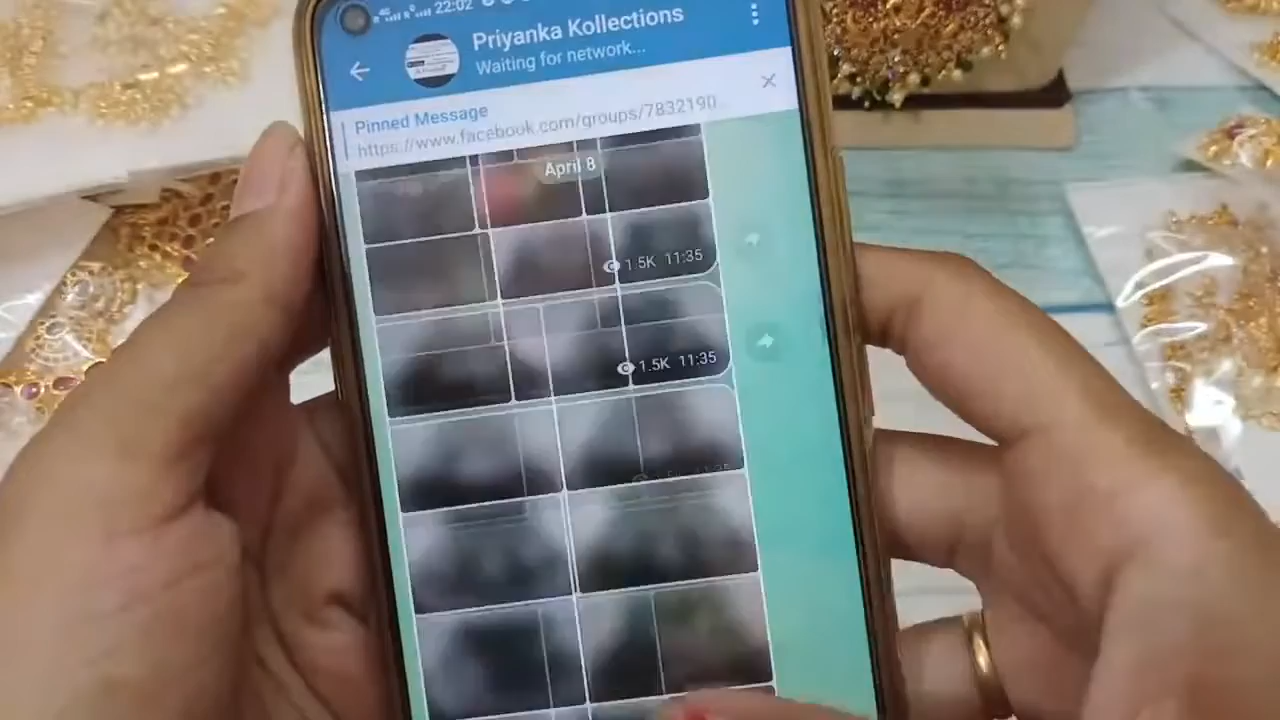 22:02
Priyanka Kollections
Waiting for network...
Pinned Message
https://www.facebook.com/groups/7832190...
April 8
1.5K 11:35
1.5K 11:35